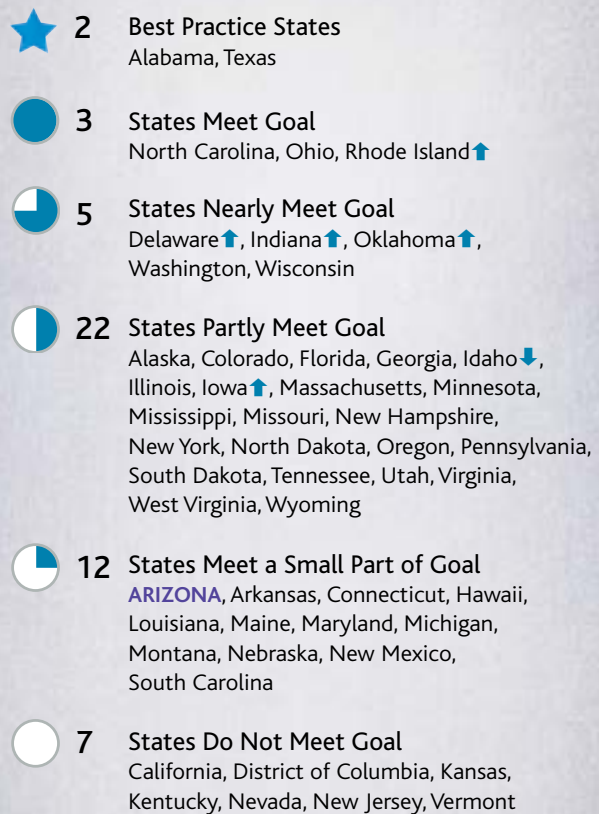 2 Best Practice States
Alabama, Texas
3 States Meet Goal
North Carolina, Ohio, Rhode Island⬆
5 States Nearly Meet Goal
Delaware⬆, Indiana⬆, Oklahoma⬆,
Washington, Wisconsin
22 States Partly Meet Goal
Alaska, Colorado, Florida, Georgia, Idaho⬇,
Illinois, Iowa⬆, Massachusetts, Minnesota,
Mississippi, Missouri, New Hampshire,
New York, North Dakota, Oregon, Pennsylvania,
South Dakota, Tennessee, Utah, Virginia,
West Virginia, Wyoming
12 States Meet a Small Part of Goal
ARIZONA, Arkansas, Connecticut, Hawaii,
Louisiana, Maine, Maryland, Michigan,
Montana, Nebraska, New Mexico,
South Carolina
7 States Do Not Meet Goal
California, District of Columbia, Kansas,
Kentucky, Nevada, New Jersey, Vermont